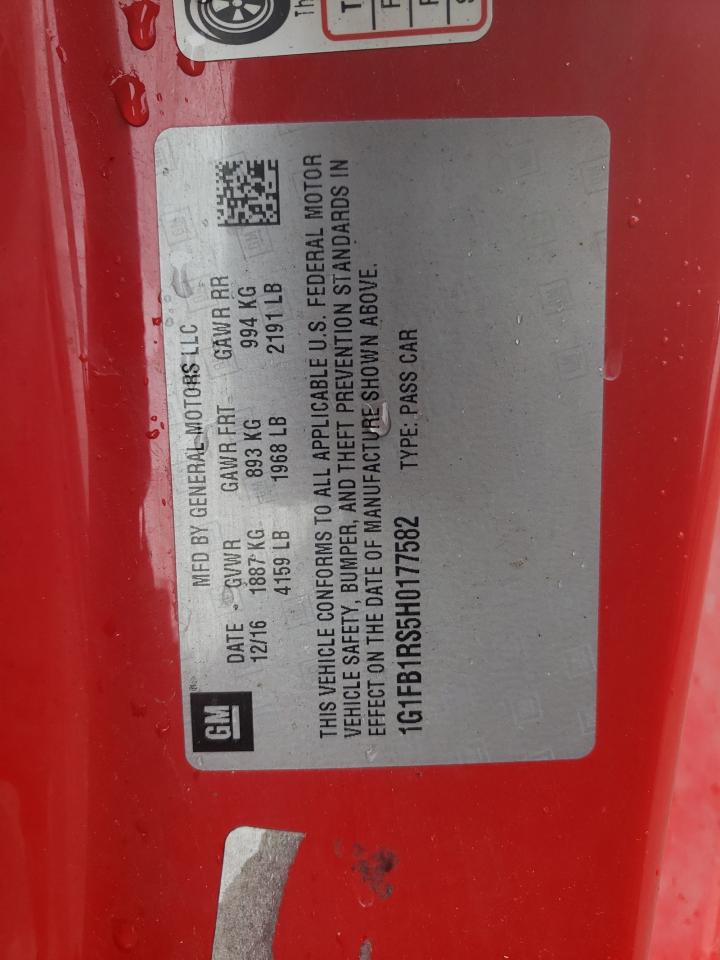 Th
T
F
F
S
MFD BY GENERAL MOTORS LLC
DATE GVWR GAWR FRT GAWR RR
12/16 1887 KG 893 KG 994 KG
4159 LB 1968 LB 2191 LB
GM
®
THIS VEHICLE CONFORMS TO ALL APPLICABLE U.S. FEDERAL MOTOR
VEHICLE SAFETY, BUMPER, AND THEFT PREVENTION STANDARDS IN
EFFECT ON THE DATE OF MANUFACTURE SHOWN ABOVE.
1G1FB1RS5H0177582 TYPE: PASS CAR